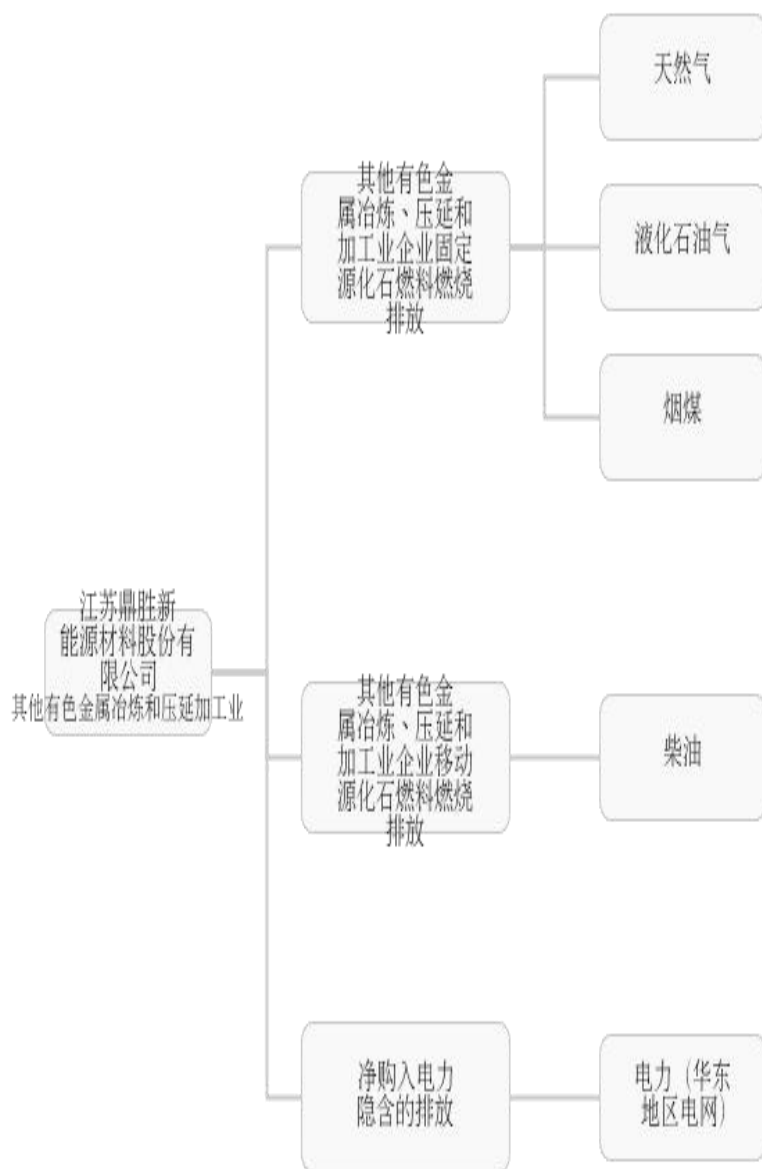 天然气
其他有色金
属冶炼、压延和
加工业企业固定
源化石燃料燃烧
排放
液化石油气
烟煤
江苏鼎胜新
能源材料股份有
限公司
其他有色金属冶炼和压延加工业
其他有色金
属冶炼、压延和
加工业企业移动
源化石燃料燃烧
排放
柴油
净购入电力
隐含的排放
电力（华东
地区电网）